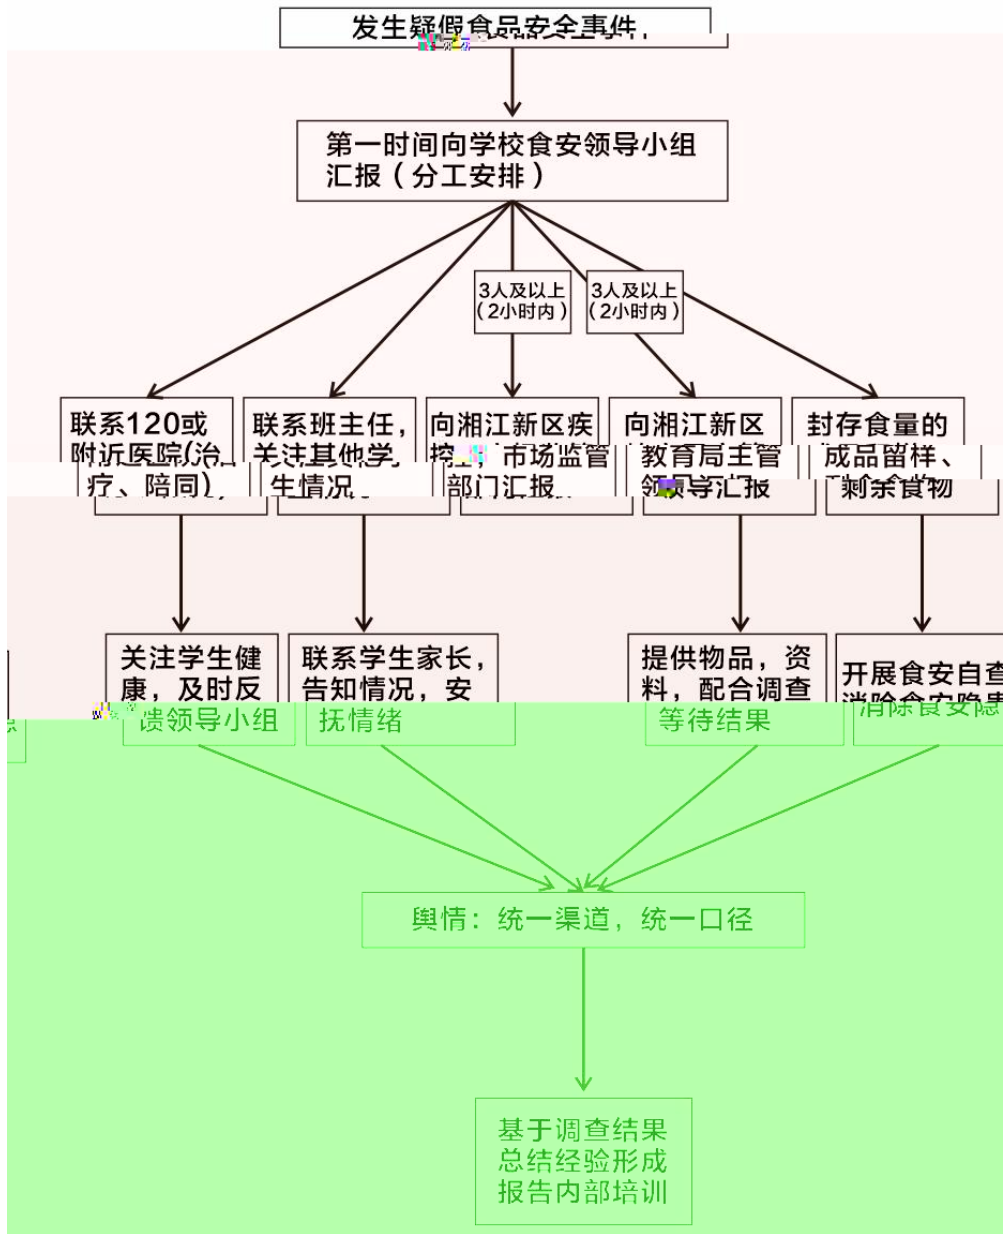 发生疑假食品安全事件
第一时间向学校食安领导小组
汇报（分工安排）
3人及以上
（2小时内）
3人及以上
（2小时内）
联系120或
附近医院(治
疗、陪同)
联系班主任，
关注其他学
生情况。
向湘江新区疾
控，市场监管
部门汇报
向湘江新区
教育局主管
领导汇报
封存食量的
成品留样、
剩余食物
关注学生健
康，及时反
馈领导小组
联系学生家长，
告知情况，安
抚情绪
提供物品，资
料，配合调查
等待结果
开展食安自查
消除食安隐患
舆情：统一渠道，统一口径
基于调查结果
总结经验形成
报告内部培训